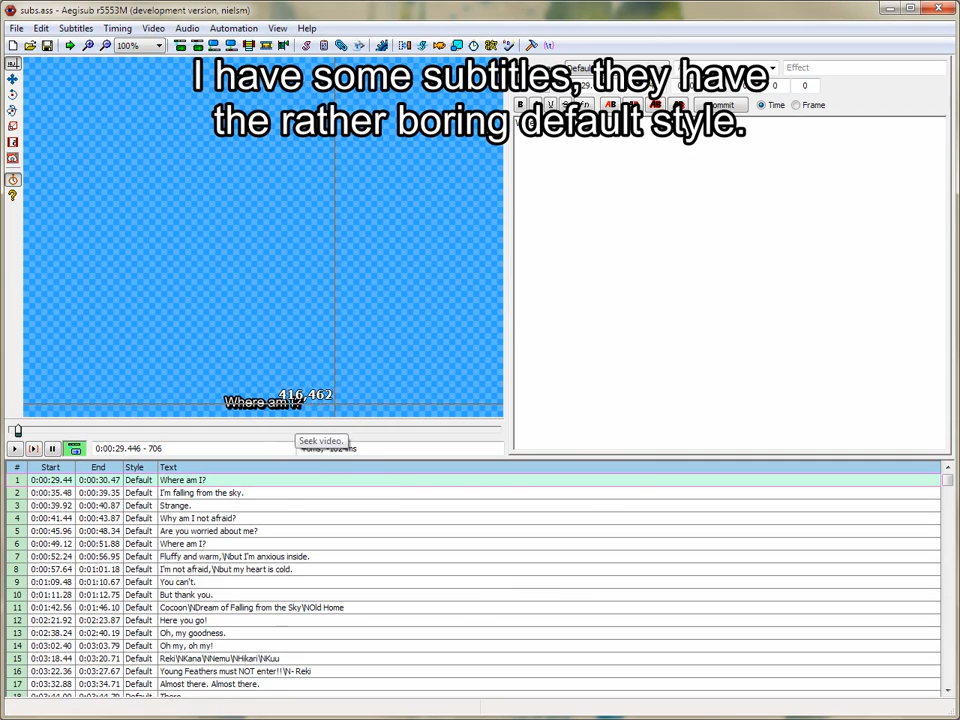 subs.ass - Aegisub r5553M (development version, nielsm)
File Edit Subtitles Timing Video Audio Automation View Help
100%
I have some subtitles, they have
the rather boring default style.
Effect
0 0
B U AB AB Commit Time Frame
416,462
Where am I?
Seek video.
0:00:29.446 - 706
# Start End Style Text
1 0:00:29.44 0:00:30.47 Default Where am I?
2 0:00:35.48 0:00:39.35 Default I'm falling from the sky.
3 0:00:39.92 0:00:40.87 Default Strange.
4 0:00:41.44 0:00:43.87 Default Why am I not afraid?
5 0:00:45.96 0:00:48.34 Default Are you worried about me?
6 0:00:49.12 0:00:51.88 Default Where am I?
7 0:00:52.24 0:00:56.95 Default Fluffy and warm,\Nbut I'm anxious inside.
8 0:00:57.64 0:01:01.18 Default I'm not afraid,\Nbut my heart is cold.
9 0:01:09.48 0:01:10.67 Default You can't.
10 0:01:11.28 0:01:12.75 Default But thank you.
11 0:01:42.56 0:01:46.10 Default Cocoon\NDream of Falling from the Sky\NOld Home
12 0:02:21.92 0:02:23.87 Default Here you go!
13 0:02:38.24 0:02:40.19 Default Oh, my goodness.
14 0:03:02.40 0:03:03.79 Default Oh my, oh my!
15 0:03:18.44 0:03:20.71 Default Reki\NKana\NNemu\NHikari\NKuu
16 0:03:22.36 0:03:27.67 Default Young Feathers must NOT enter!!\N- Reki
17 0:03:32.88 0:03:34.71 Default Almost there. Almost there.